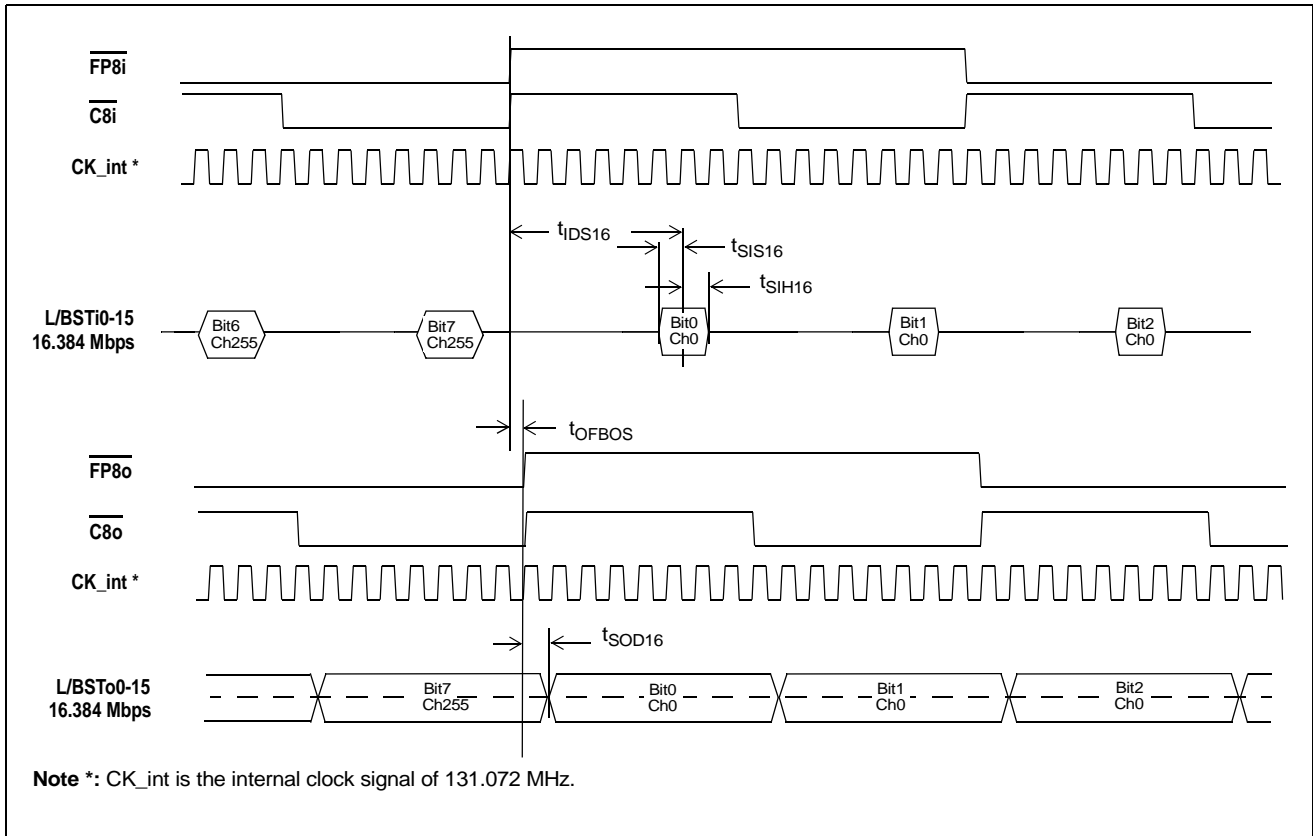 FP8i
C8i
CK_int *
tIDS16
tSIS16
tSIH16
L/BSTi0-15
16.384 Mbps
Bit6
Ch255
Bit7
Ch255
Bit0
Ch0
Bit1
Ch0
Bit2
Ch0
tOFBOS
FP8o
C8o
CK_int *
tSOD16
L/BSTo0-15
16.384 Mbps
Bit7
Ch255
Bit0
Ch0
Bit1
Ch0
Bit2
Ch0
Note *: CK_int is the internal clock signal of 131.072 MHz.